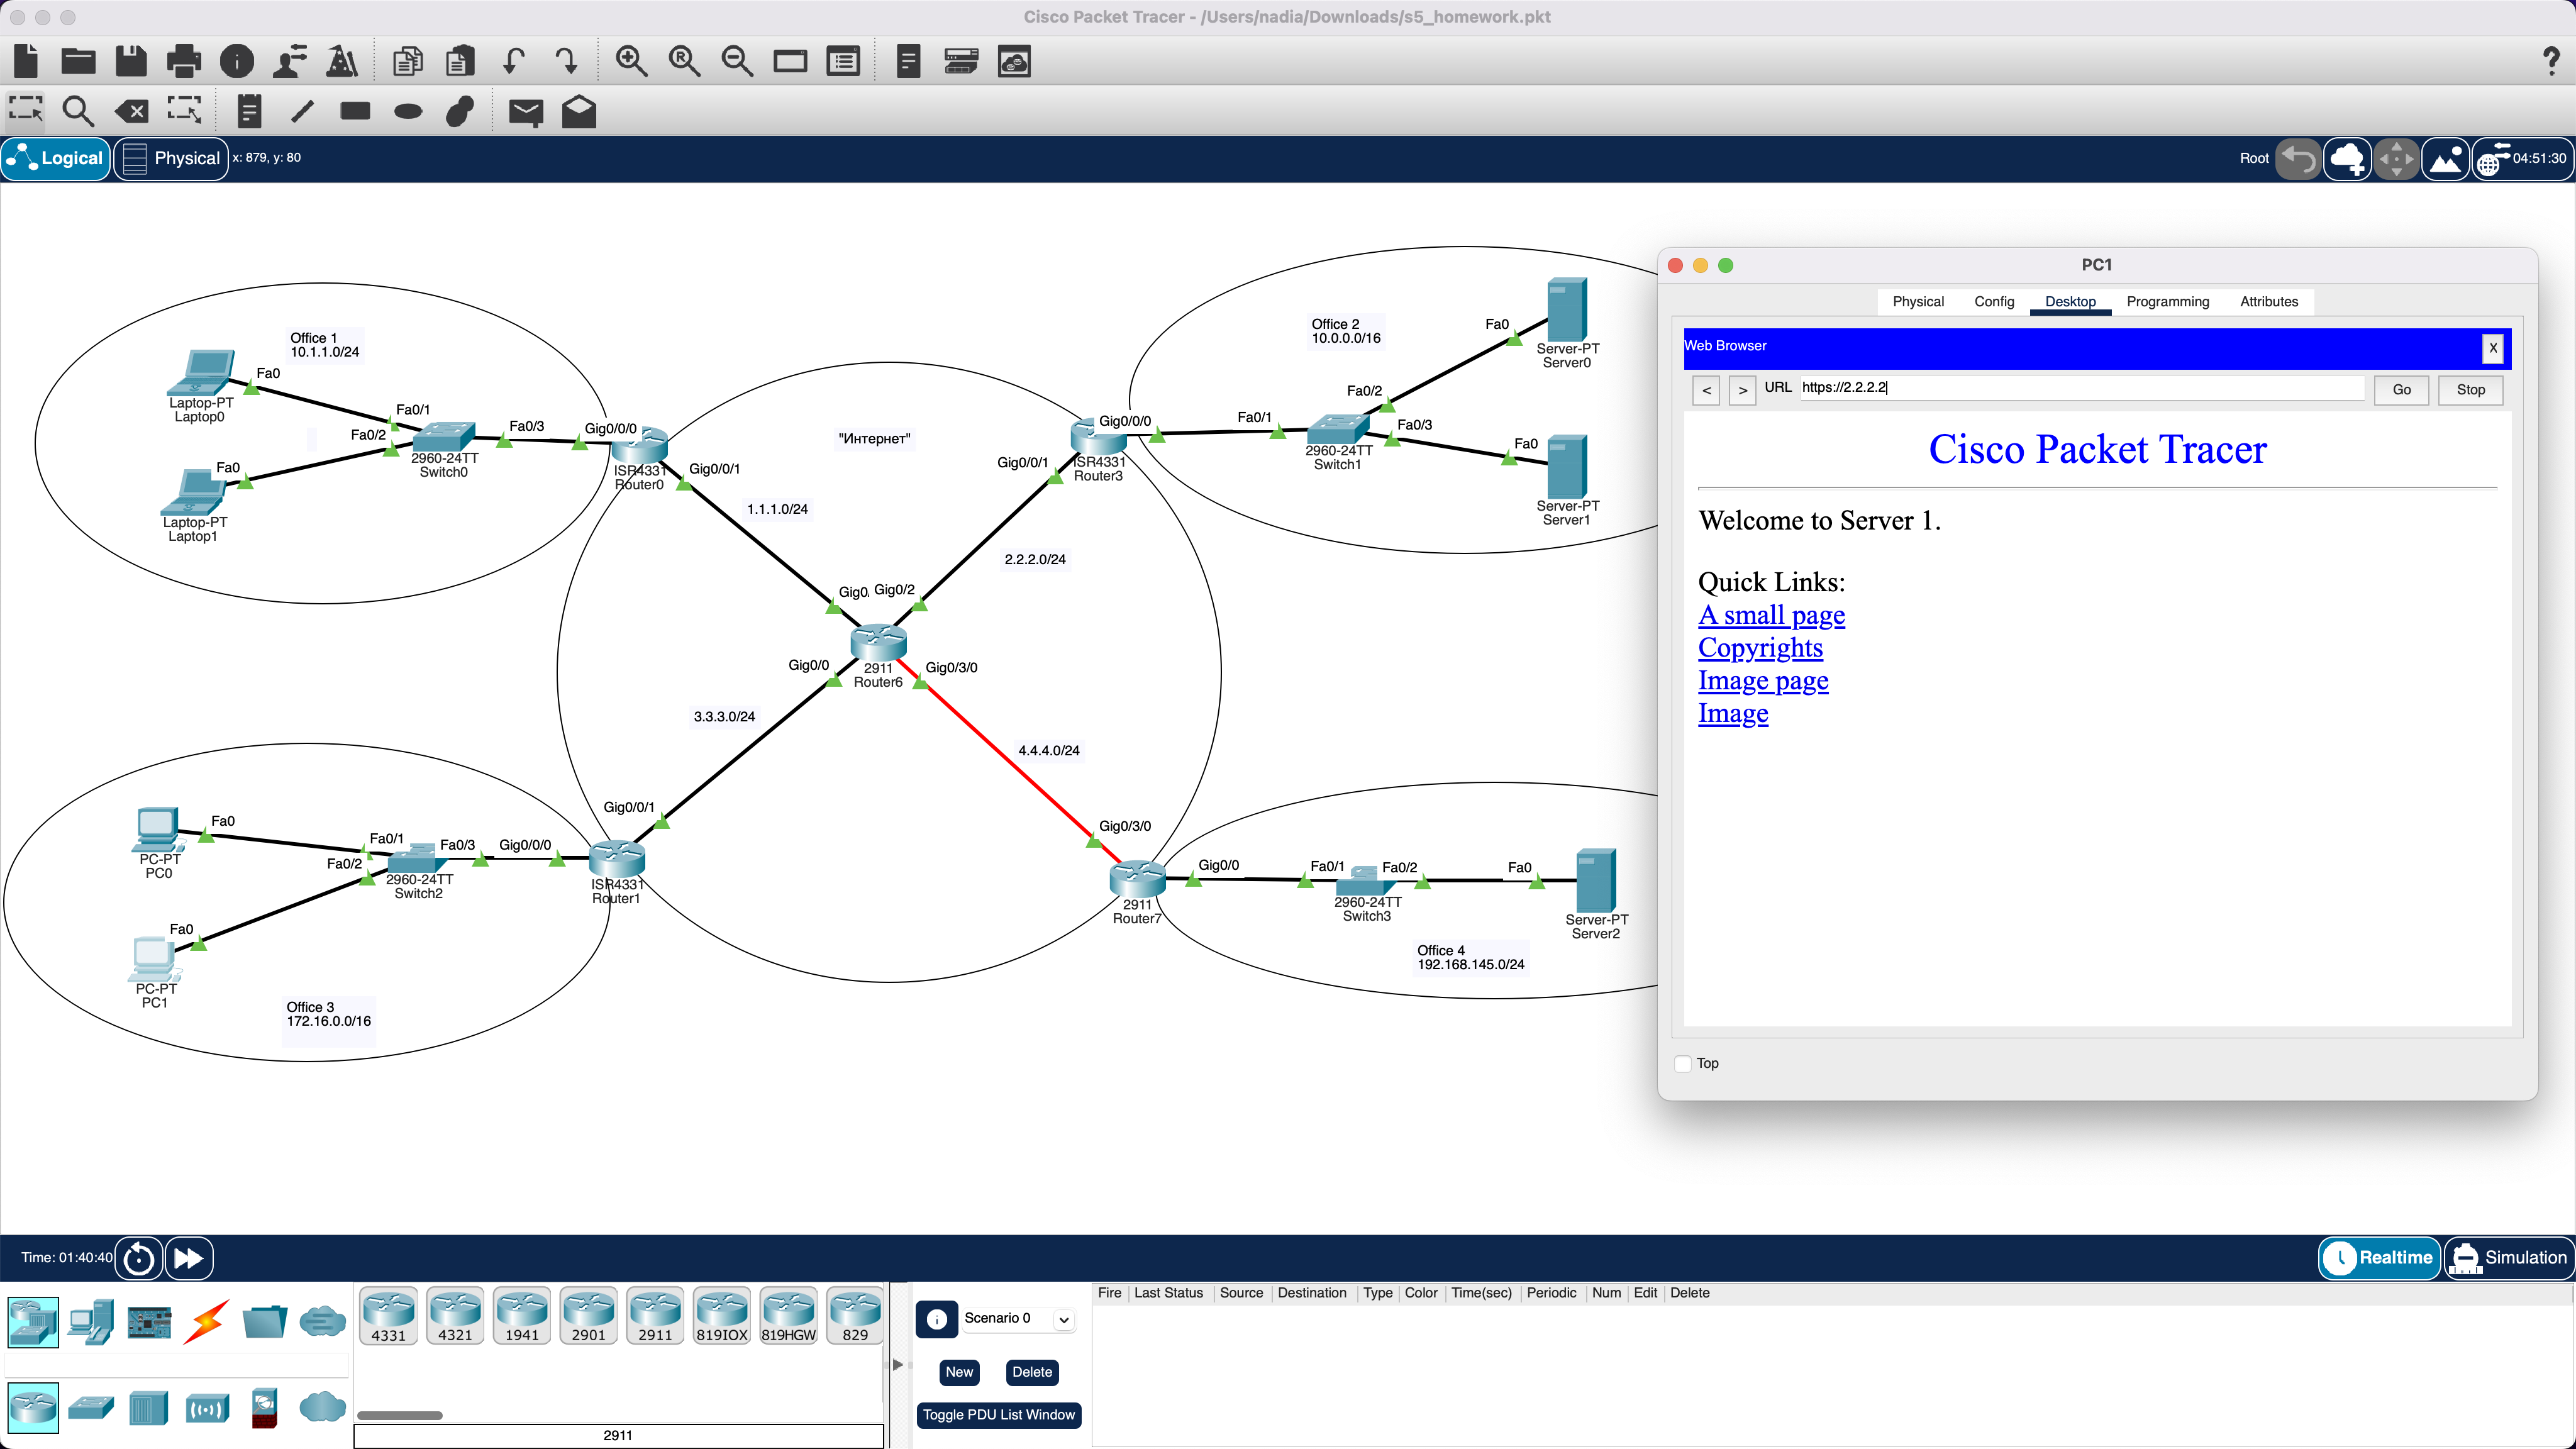 Cisco Packet Tracer - /Users/nadia/Downloads/s5_homework.pkt
Logical
Physical
x: 879, y: 80
Root
04:51:30
Office 1
10.1.1.0/24
Fa0
Laptop-PT
Laptop0
Fa0/1
Fa0/2
Fa0
Laptop-PT
Laptop1
2960-24TT
Switch0
Fa0/3
Gig0/0/0
ISR4331
Router0
Gig0/0/1
1.1.1.0/24
"Интернет"
Office 2
10.0.0.0/16
Fa0
Server-PT
Server0
Fa0/2
Gig0/0/0
Fa0/1
Fa0/3
Fa0
2960-24TT
Switch1
Gig0/0/1
ISR4331
Router3
Server-PT
Server1
2.2.2.0/24
Gig0/
Gig0/2
Gig0/0
2911
Router6
Gig0/3/0
3.3.3.0/24
4.4.4.0/24
Gig0/0/1
Gig0/3/0
Fa0
PC-PT
PC0
Fa0/1
Fa0/2
Fa0/3
Gig0/0/0
2960-24TT
Switch2
ISR4331
Router1
Fa0
PC-PT
PC1
Office 3
172.16.0.0/16
2911
Router7
Gig0/0
Fa0/1
Fa0/2
Fa0
2960-24TT
Switch3
Server-PT
Server2
Office 4
192.168.145.0/24
PC1
Physical
Config
Desktop
Programming
Attributes
Web Browser
X
<
>
URL
https://2.2.2.2
Go
Stop
Cisco Packet Tracer
Welcome to Server 1.
Quick Links:
A small page
Copyrights
Image page
Image
Top
Time: 01:40:40
Realtime
Simulation
4331
4321
1941
2901
2911
819IOX
819HGW
829
2911
Scenario 0
New
Delete
Toggle PDU List Window
Fire
Last Status
Source
Destination
Type
Color
Time(sec)
Periodic
Num
Edit
Delete